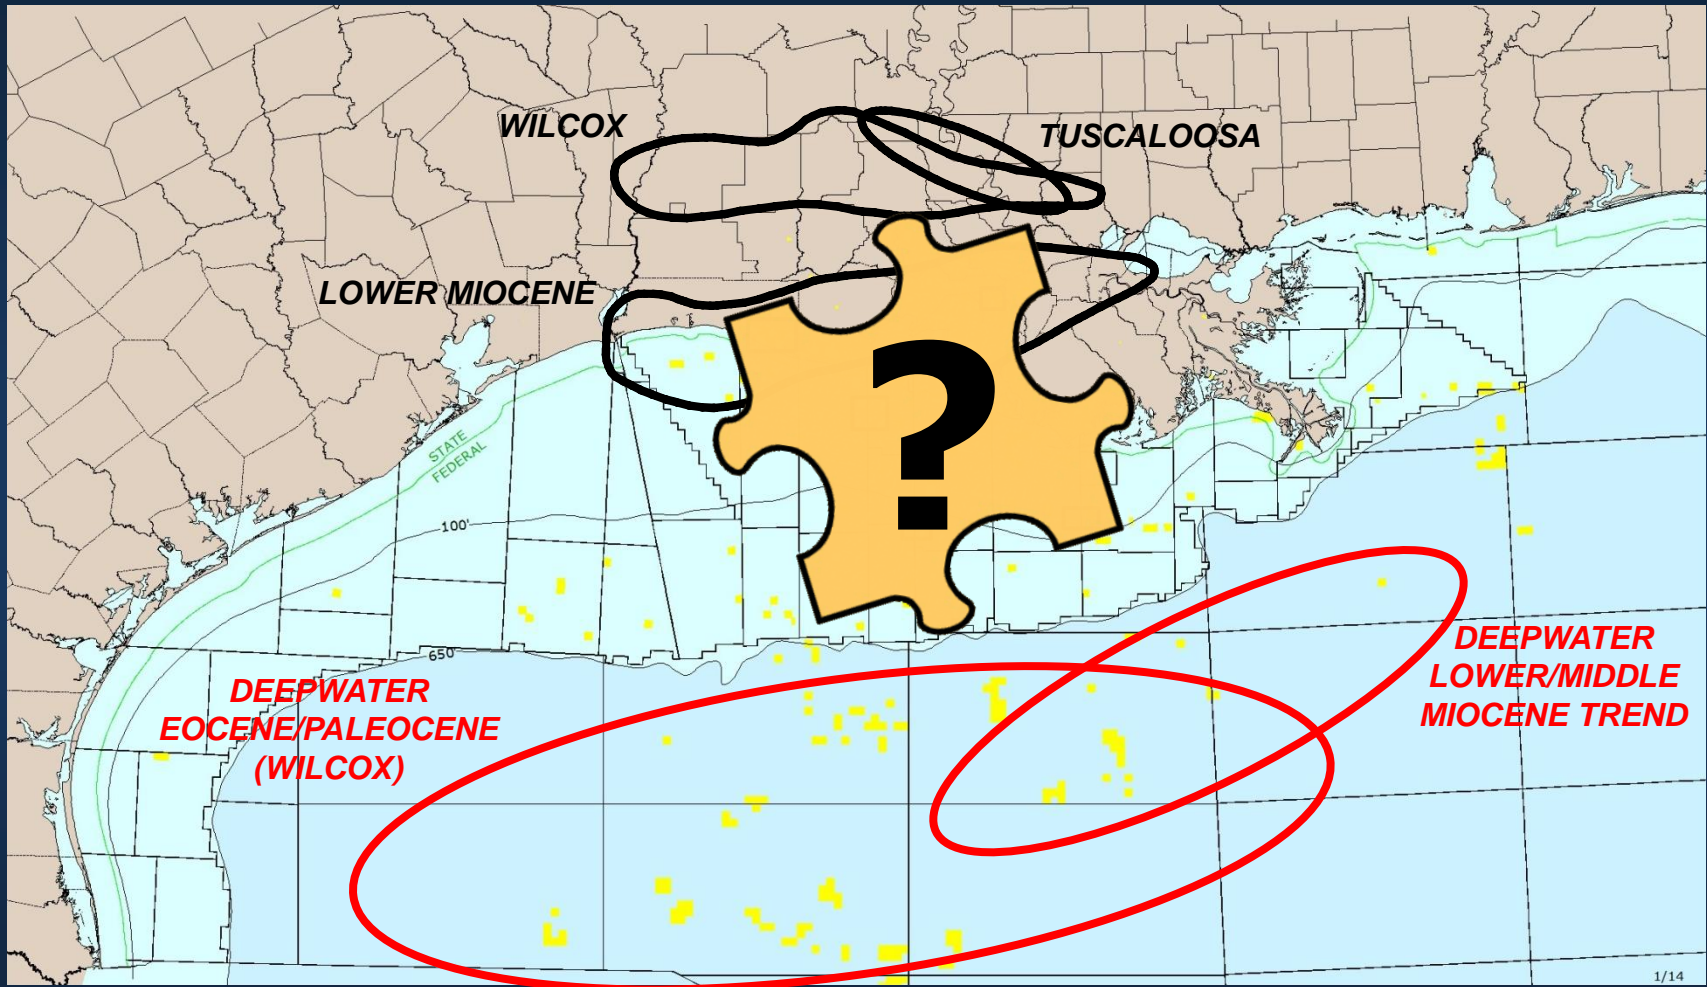 WILCOX
TUSCALOOSA
LOWER MIOCENE
?
STATE
FEDERAL
100'
650'
DEEPWATER
EOCENE/PALEOCENE
(WILCOX)
DEEPWATER
LOWER/MIDDLE
MIOCENE TREND
1/14